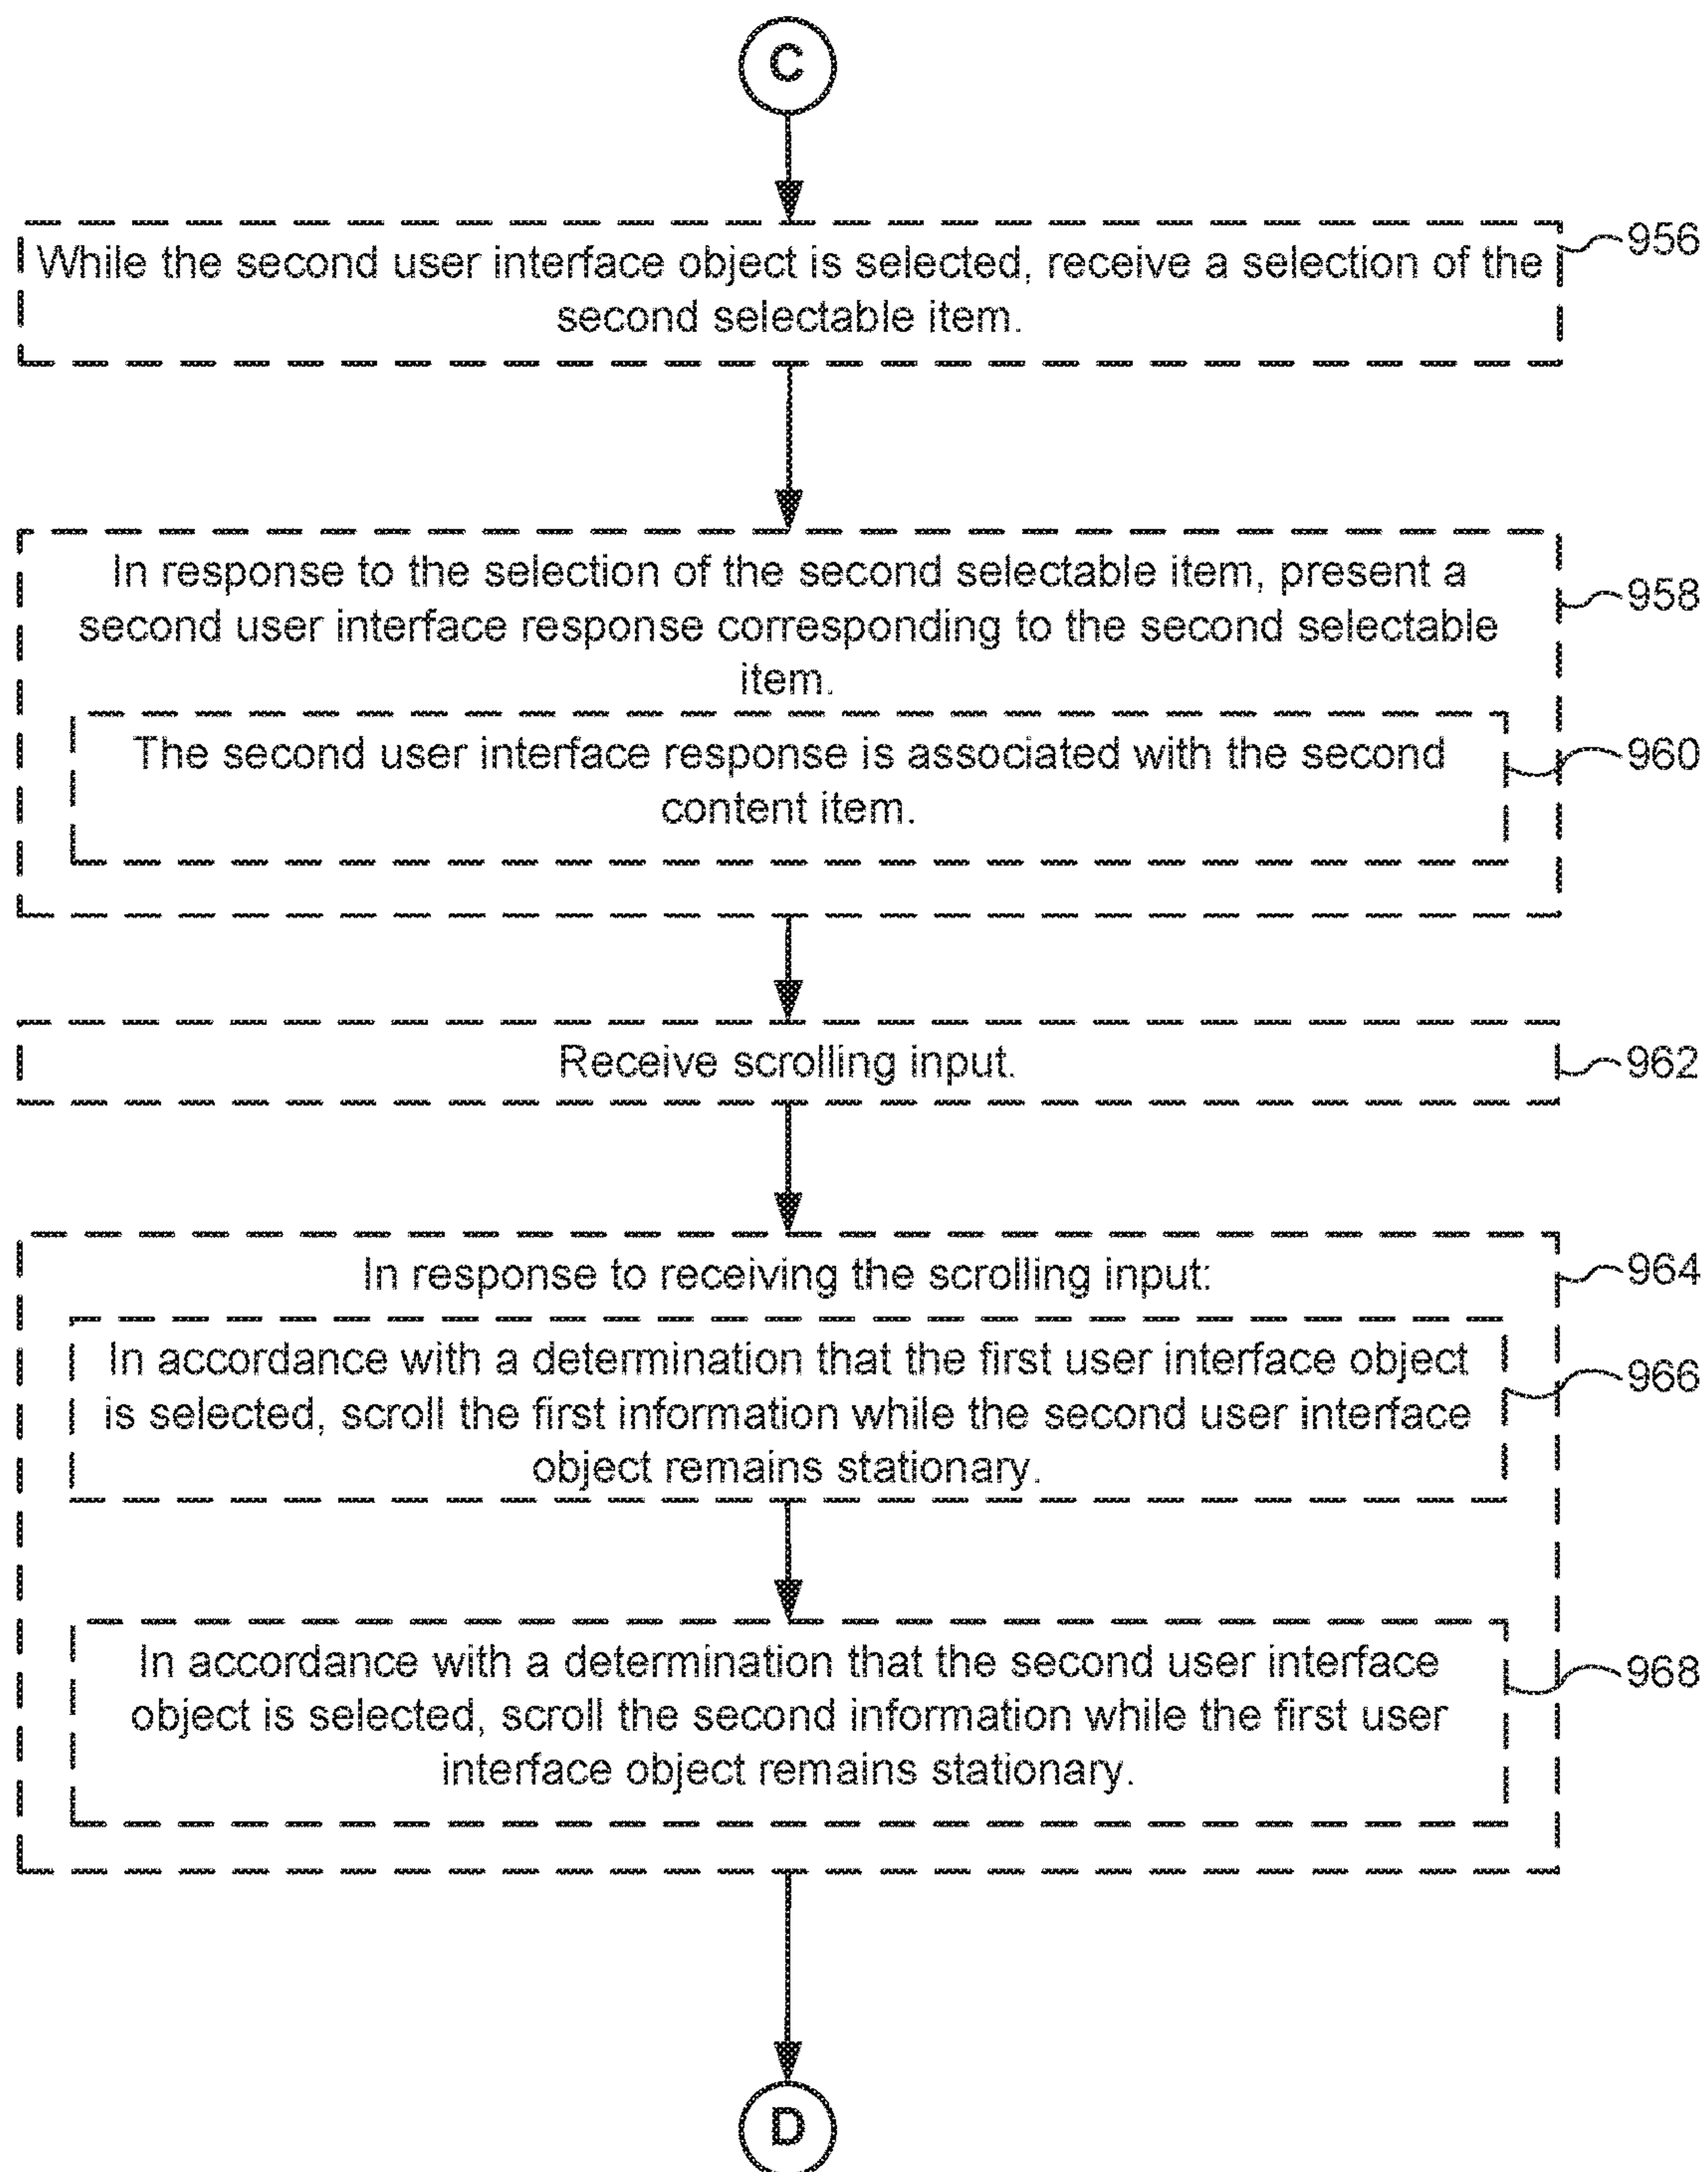 C
While the second user interface object is selected, receive a selection of the
second selectable item.
956
In response to the selection of the second selectable item, present a
second user interface response corresponding to the second selectable
item.
958
The second user interface response is associated with the second
content item.
960
Receive scrolling input.
962
In response to receiving the scrolling input:
964
In accordance with a determination that the first user interface object
is selected, scroll the first information while the second user interface
object remains stationary.
966
In accordance with a determination that the second user interface
object is selected, scroll the second information while the first user
interface object remains stationary.
968
D